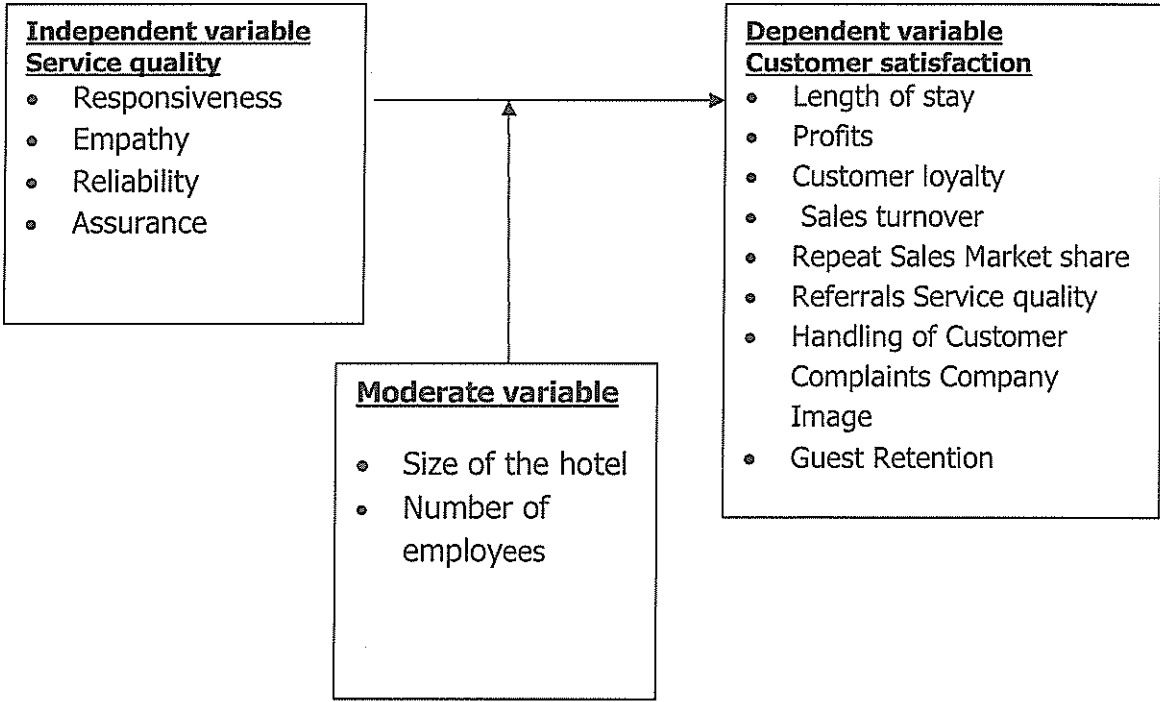 Independent variable
Service quality
• Responsiveness
• Empathy
• Reliability
• Assurance
Dependent variable
Customer satisfaction
• Length of stay
• Profits
• Customer loyalty
• Sales turnover
• Repeat Sales Market share
• Referrals Service quality
• Handling of Customer
Complaints Company
Image
• Guest Retention
Moderate variable
• Size of the hotel
• Number of
employees